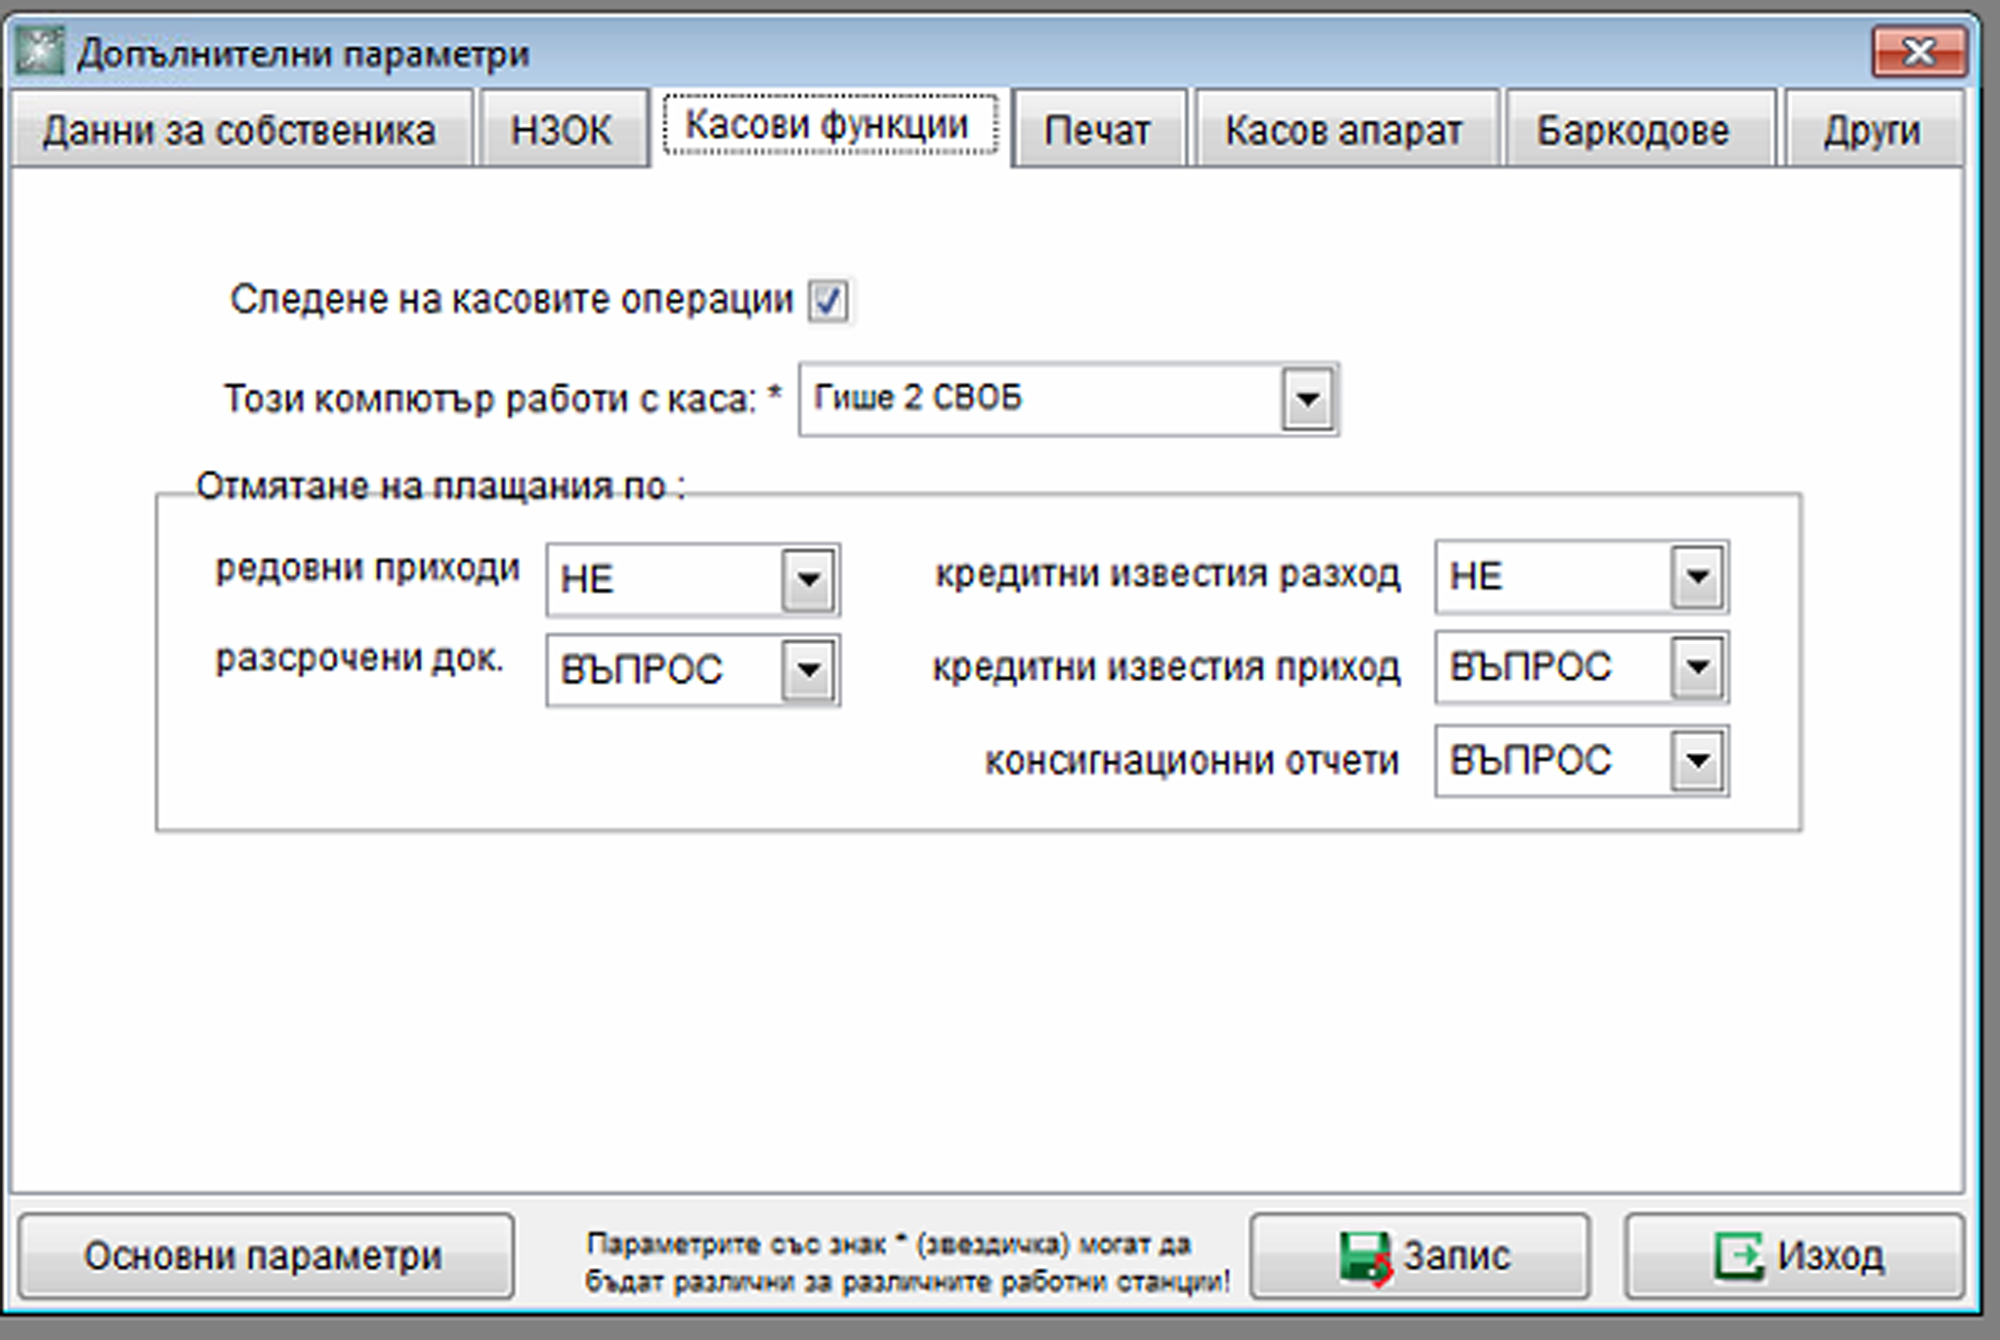 Допълнителни параметри
Данни за собственика НЗОК Касови функции Печат Касов апарат Баркодове Други
Следене на касовите операции
Този компютър работи с каса: * Гише 2 СВОБ
Отмятане на плащания по :
редовни приходи НЕ кредитни известия разход НЕ
разсрочени док. ВЪПРОС кредитни известия приход ВЪПРОС
консигнационни отчети ВЪПРОС
Основни параметри
Параметрите със знак * (звездичка) могат да
бъдат различни за различните работни станции!
Запис Изход